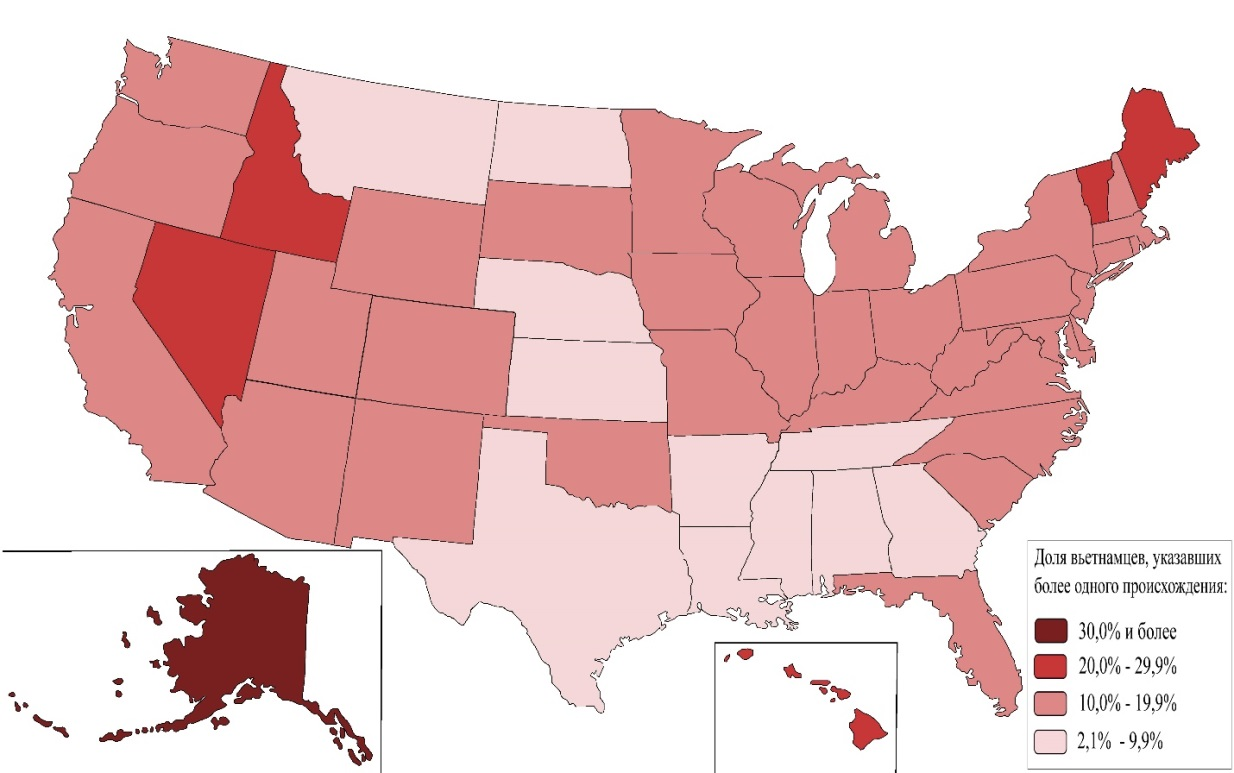 Доля вьетнамцев, указавших
более одного происхождения:
30,0% и более
20,0% - 29,9%
10,0% - 19,9%
2,1% - 9,9%